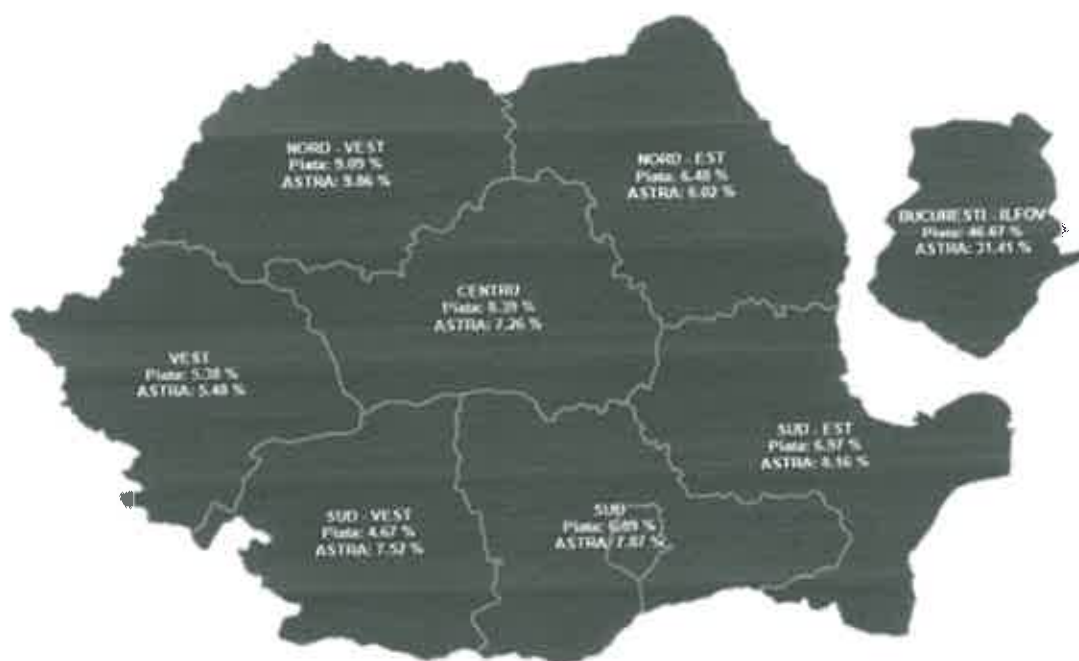 NORD - VEST
Piata: 9.09 %
ASTRA: 9.86 %
NORD - EST
Piata: 6.48 %
ASTRA: 6.02 %
BUCURESTI - ILFOV
Piata: 46.67 %
ASTRA: 31.41 %
CENTRU
Piata: 8.39 %
ASTRA: 7.26 %
VEST
Piata: 5.38 %
ASTRA: 5.48 %
SUD - EST
Piata: 6.97 %
ASTRA: 8.16 %
SUD - VEST
Piata: 4.67 %
ASTRA: 7.52 %
SUD
Piata: %
ASTRA: 7.87 %